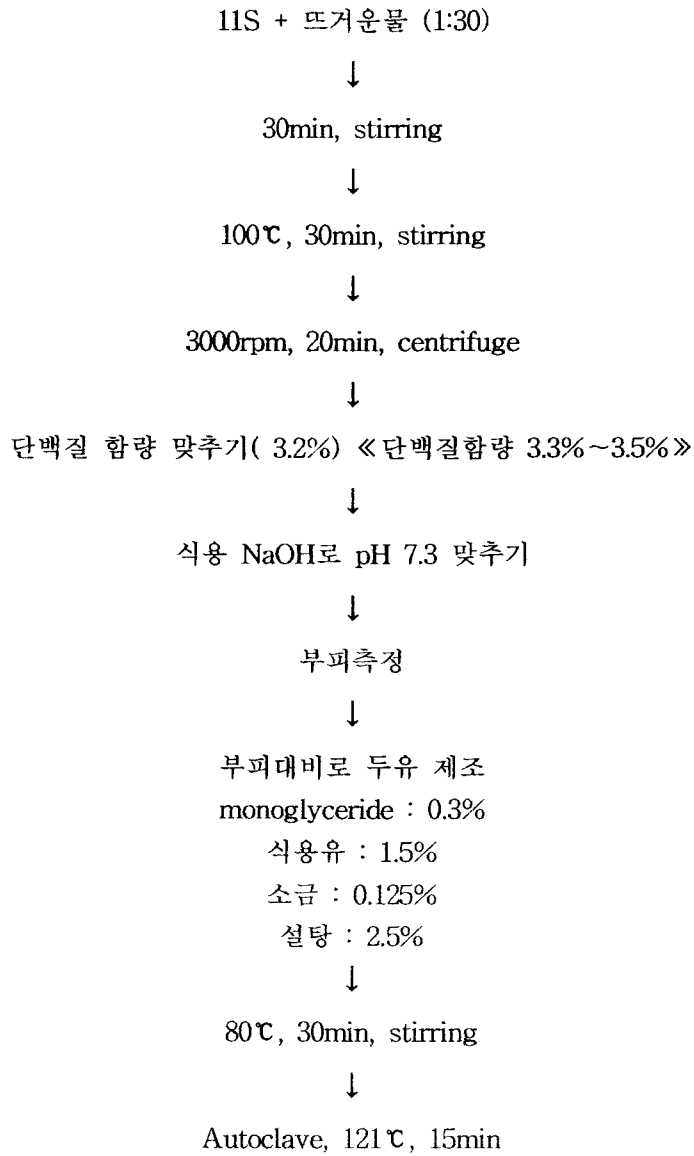 11S + 뜨거운물 (1:30)
↓
30min, stirring
↓
100℃, 30min, stirring
↓
3000rpm, 20min, centrifuge
↓
단백질 함량 맞추기( 3.2%) ≪단백질함량 3.3%~3.5%≫
↓
식용 NaOH로 pH 7.3 맞추기
↓
부피측정
↓
부피대비로 두유 제조
monoglyceride : 0.3%
식용유 : 1.5%
소금 : 0.125%
설탕 : 2.5%
↓
80℃, 30min, stirring
↓
Autoclave, 121℃, 15min